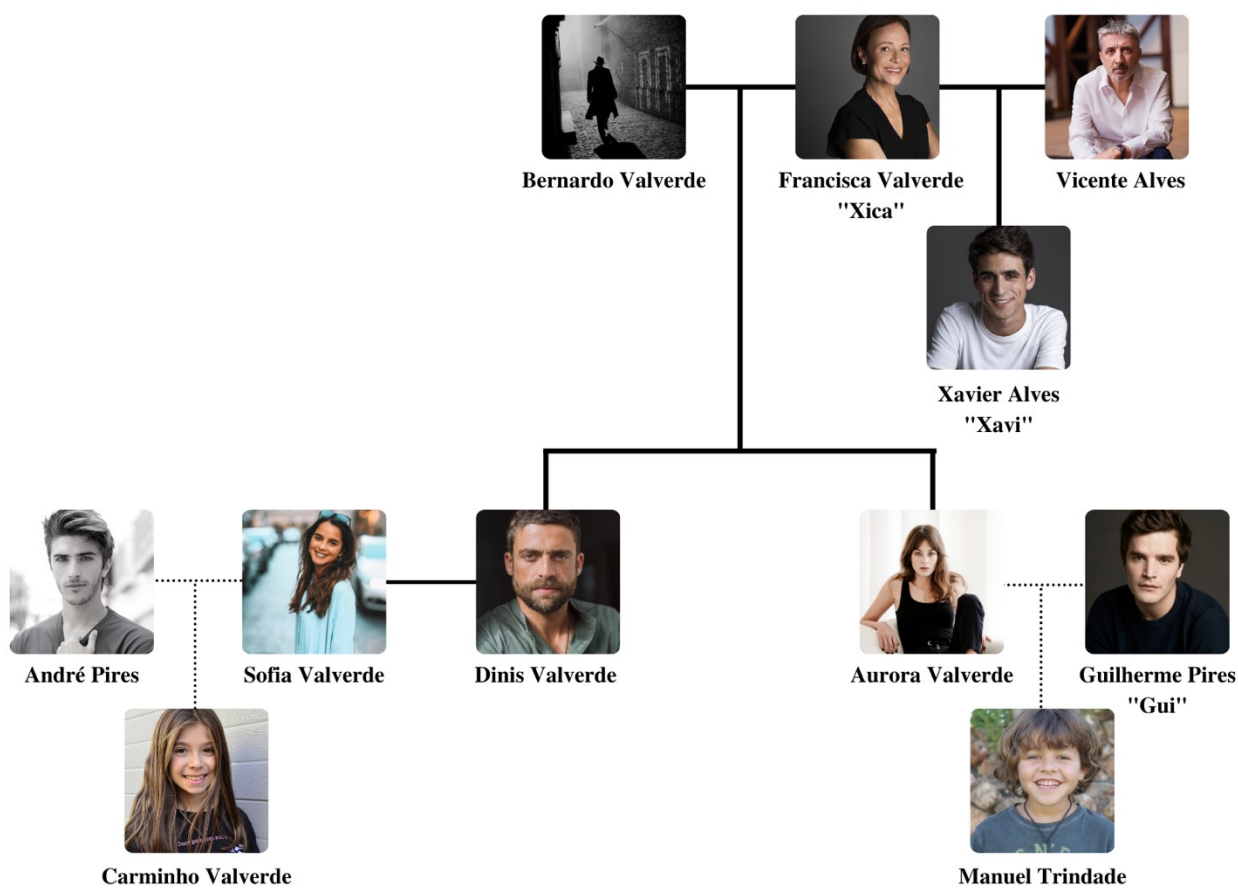 Bernardo Valverde
Francisca Valverde
"Xica"
Vicente Alves
Xavier Alves
"Xavi"
André Pires
Sofia Valverde
Dinis Valverde
Aurora Valverde
Guilherme Pires
"Gui"
Carminho Valverde
Manuel Trindade